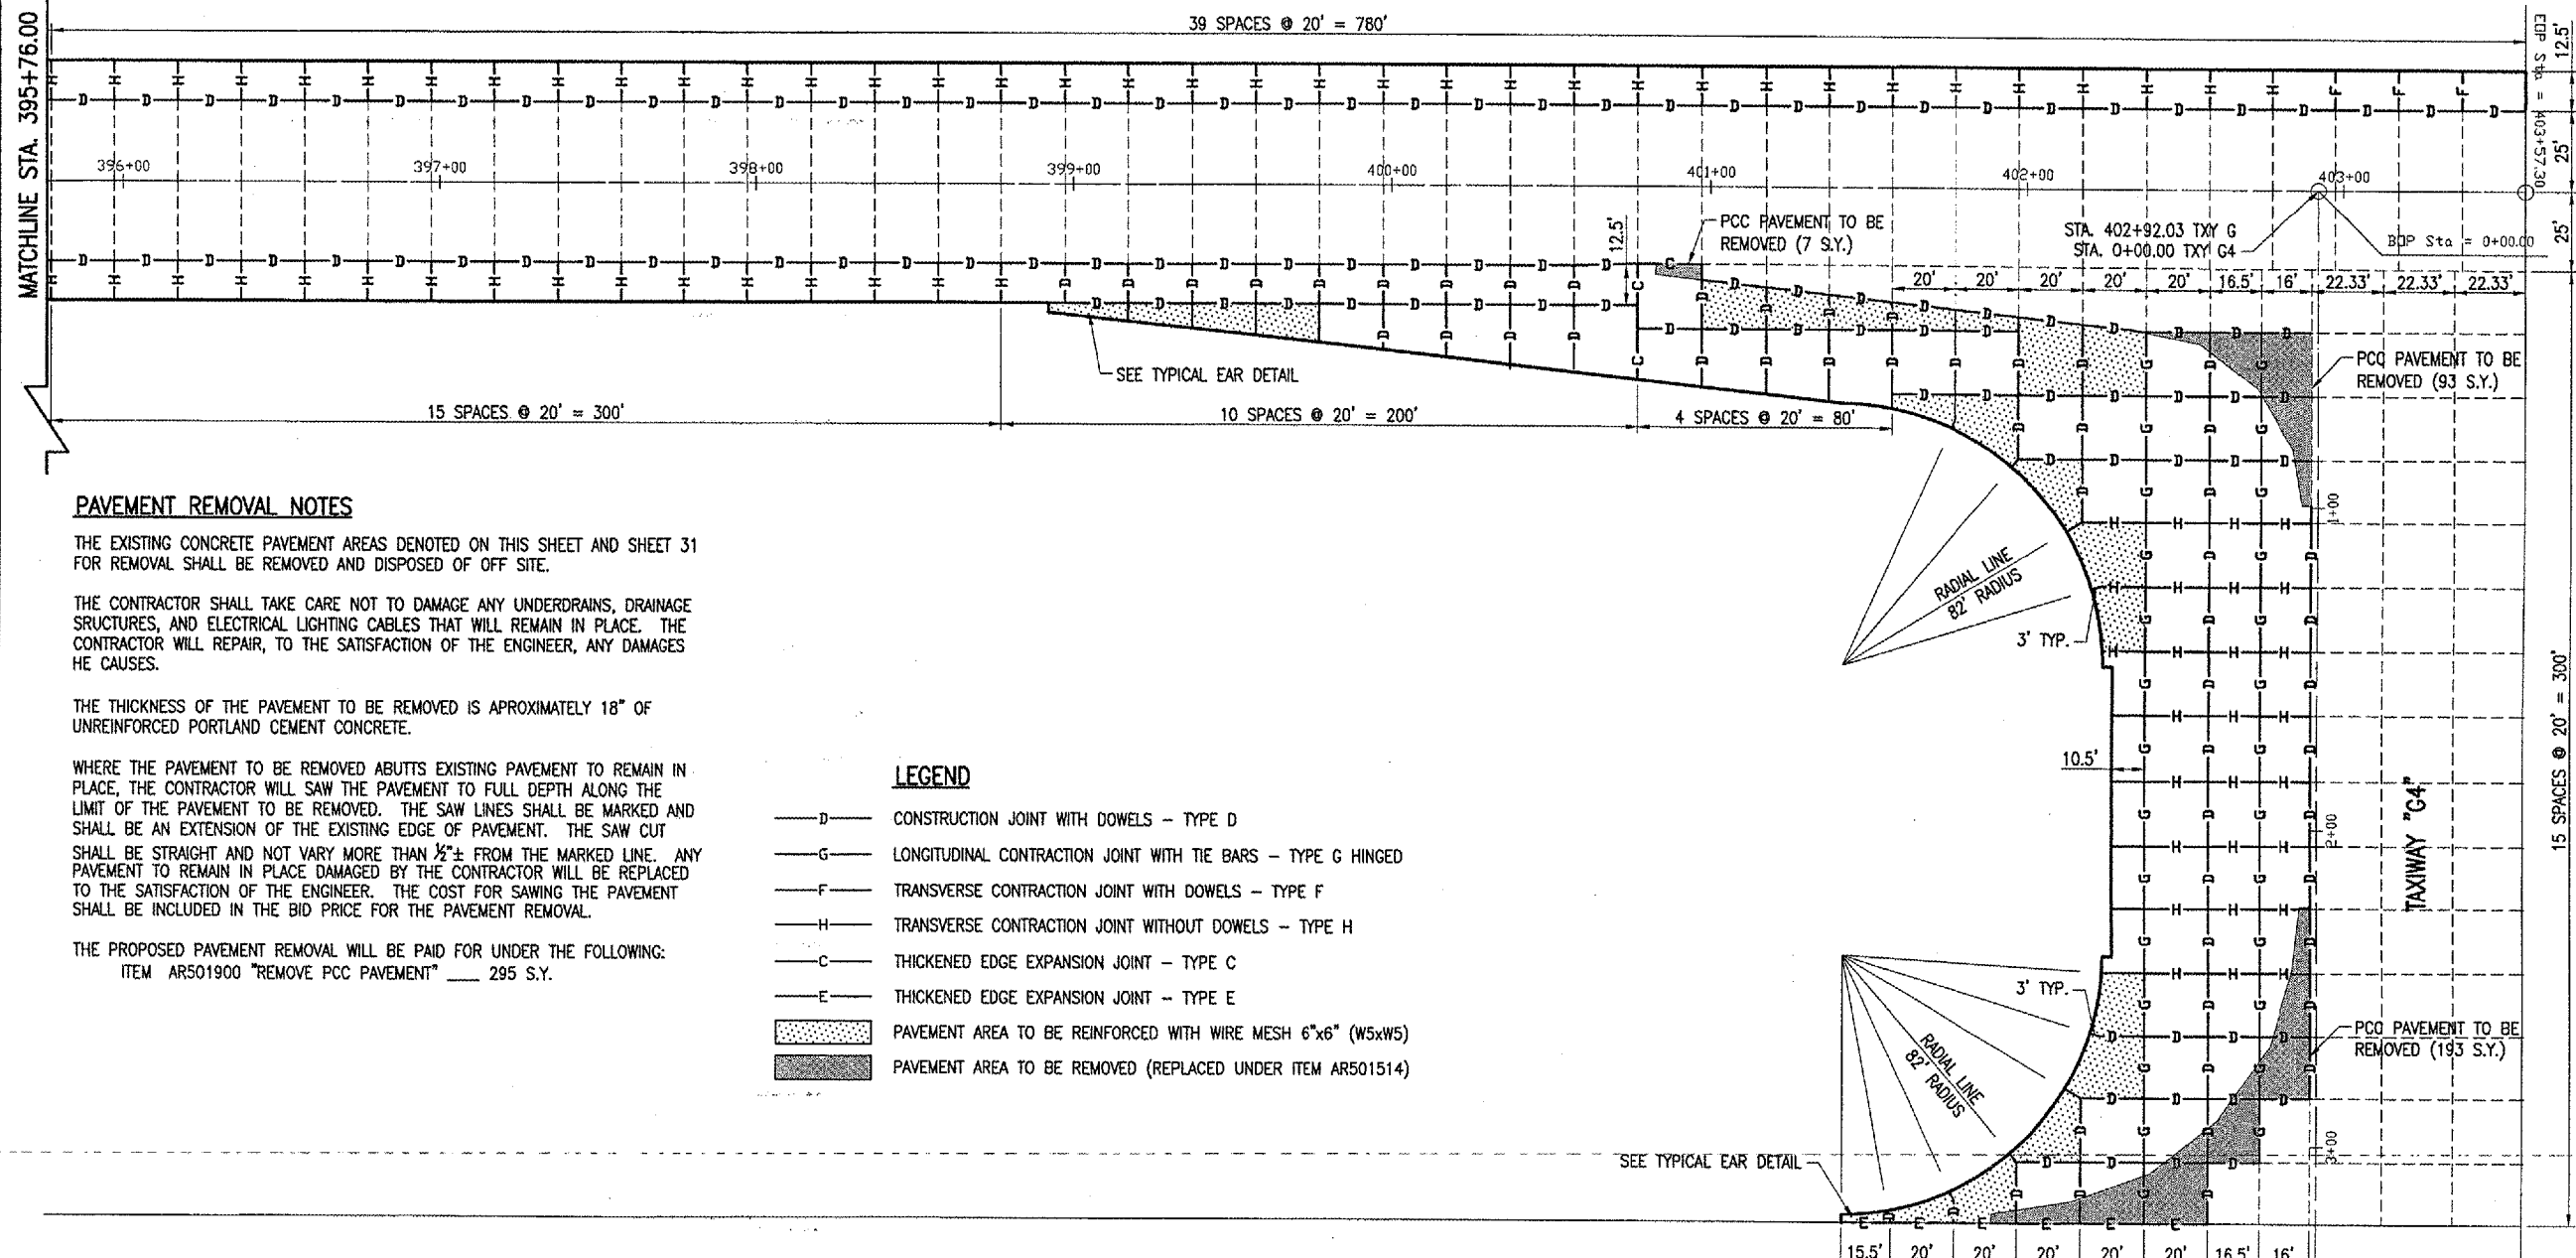 39 SPACES @ 20' = 780'
MATCHLINE STA. 395+76.00
EOP Sta = 403+57.30
12.5'
25'
25'
396+00
397+00
398+00
399+00
400+00
401+00
402+00
403+00
12.5'
PCC PAVEMENT TO BE
REMOVED (7 S.Y.)
STA. 402+92.03 TXY G
STA. 0+00.00 TXY G4
BOP Sta = 0+00.00
20'
20'
20'
20'
20'
16.5'
16'
22.33'
22.33'
22.33'
SEE TYPICAL EAR DETAIL
PCC PAVEMENT TO BE
REMOVED (93 S.Y.)
15 SPACES @ 20' = 300'
10 SPACES @ 20' = 200'
4 SPACES @ 20' = 80'
PAVEMENT REMOVAL NOTES
THE EXISTING CONCRETE PAVEMENT AREAS DENOTED ON THIS SHEET AND SHEET 31
FOR REMOVAL SHALL BE REMOVED AND DISPOSED OF OFF SITE.
THE CONTRACTOR SHALL TAKE CARE NOT TO DAMAGE ANY UNDERDRAINS, DRAINAGE
SRUCTURES, AND ELECTRICAL LIGHTING CABLES THAT WILL REMAIN IN PLACE. THE
CONTRACTOR WILL REPAIR, TO THE SATISFACTION OF THE ENGINEER, ANY DAMAGES
HE CAUSES.
THE THICKNESS OF THE PAVEMENT TO BE REMOVED IS APROXIMATELY 18" OF
UNREINFORCED PORTLAND CEMENT CONCRETE.
WHERE THE PAVEMENT TO BE REMOVED ABUTTS EXISTING PAVEMENT TO REMAIN IN
PLACE, THE CONTRACTOR WILL SAW THE PAVEMENT TO FULL DEPTH ALONG THE
LIMIT OF THE PAVEMENT TO BE REMOVED. THE SAW LINES SHALL BE MARKED AND
SHALL BE AN EXTENSION OF THE EXISTING EDGE OF PAVEMENT. THE SAW CUT
SHALL BE STRAIGHT AND NOT VARY MORE THAN ½"± FROM THE MARKED LINE. ANY
PAVEMENT TO REMAIN IN PLACE DAMAGED BY THE CONTRACTOR WILL BE REPLACED
TO THE SATISFACTION OF THE ENGINEER. THE COST FOR SAWING THE PAVEMENT
SHALL BE INCLUDED IN THE BID PRICE FOR THE PAVEMENT REMOVAL.
THE PROPOSED PAVEMENT REMOVAL WILL BE PAID FOR UNDER THE FOLLOWING:
ITEM AR501900 "REMOVE PCC PAVEMENT" ___ 295 S.Y.
LEGEND
D CONSTRUCTION JOINT WITH DOWELS – TYPE D
G LONGITUDINAL CONTRACTION JOINT WITH TIE BARS – TYPE G HINGED
F TRANSVERSE CONTRACTION JOINT WITH DOWELS – TYPE F
H TRANSVERSE CONTRACTION JOINT WITHOUT DOWELS – TYPE H
C THICKENED EDGE EXPANSION JOINT – TYPE C
E THICKENED EDGE EXPANSION JOINT – TYPE E
PAVEMENT AREA TO BE REINFORCED WITH WIRE MESH 6"x6" (W5xW5)
PAVEMENT AREA TO BE REMOVED (REPLACED UNDER ITEM AR501514)
RADIAL LINE
82' RADIUS
3' TYP.
10.5'
1+00
2+00
3+00
TAXIWAY "G4"
15 SPACES @ 20' = 300'
3' TYP.
RADIAL LINE
82' RADIUS
PCC PAVEMENT TO BE
REMOVED (193 S.Y.)
SEE TYPICAL EAR DETAIL
15.5'
20'
20'
20'
20'
20'
16.5'
16'